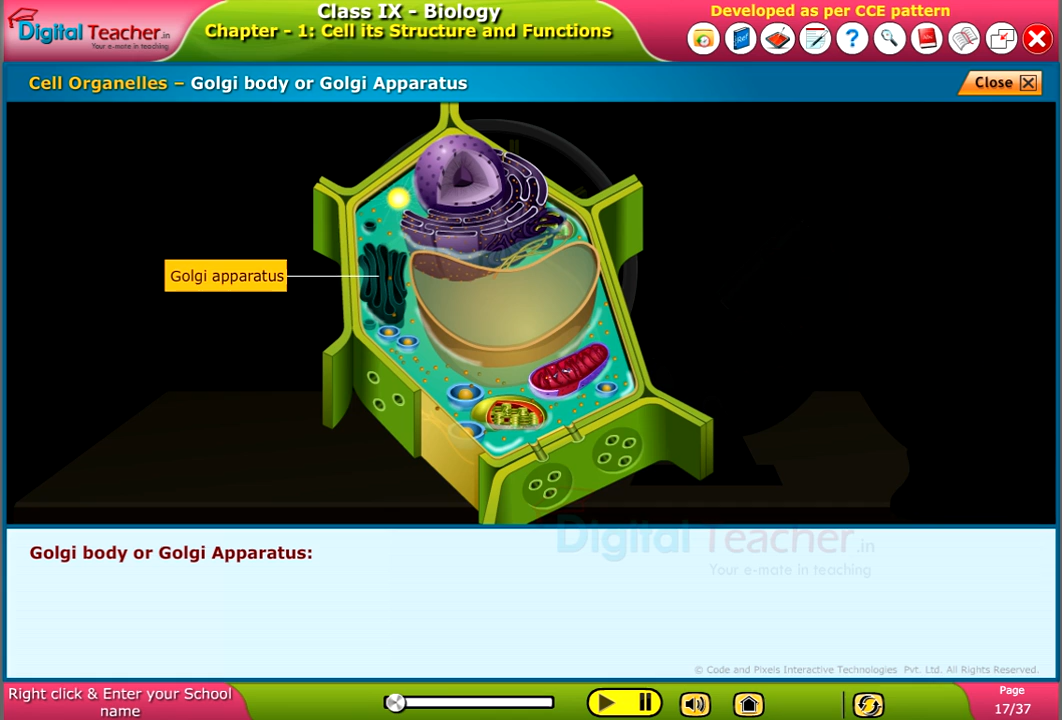 Digital Teacher.in
Your e-mate in teaching
Class IX - Biology
Chapter - 1: Cell its Structure and Functions
Developed as per CCE pattern
Ref
ABC
Cell Organelles – Golgi body or Golgi Apparatus
Close
Golgi apparatus
Golgi body or Golgi Apparatus:
Digital Teacher.in
Your e-mate in teaching
© Code and Pixels Interactive Technologies Pvt. Ltd. All Rights Reserved.
Right click & Enter your School
name
Page
17/37